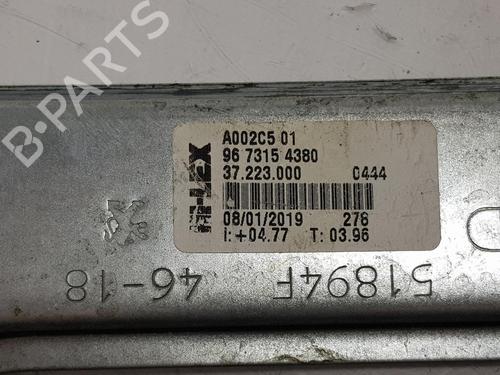 A002C5 01
96 7315 4380
37.223.000 0444
08/01/2019 276
I: +04.77 T: 03.96
51894F 46-18